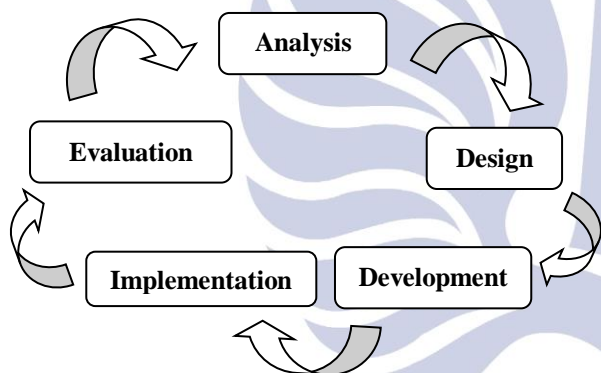 Analysis
Evaluation
Design
Implementation
Development